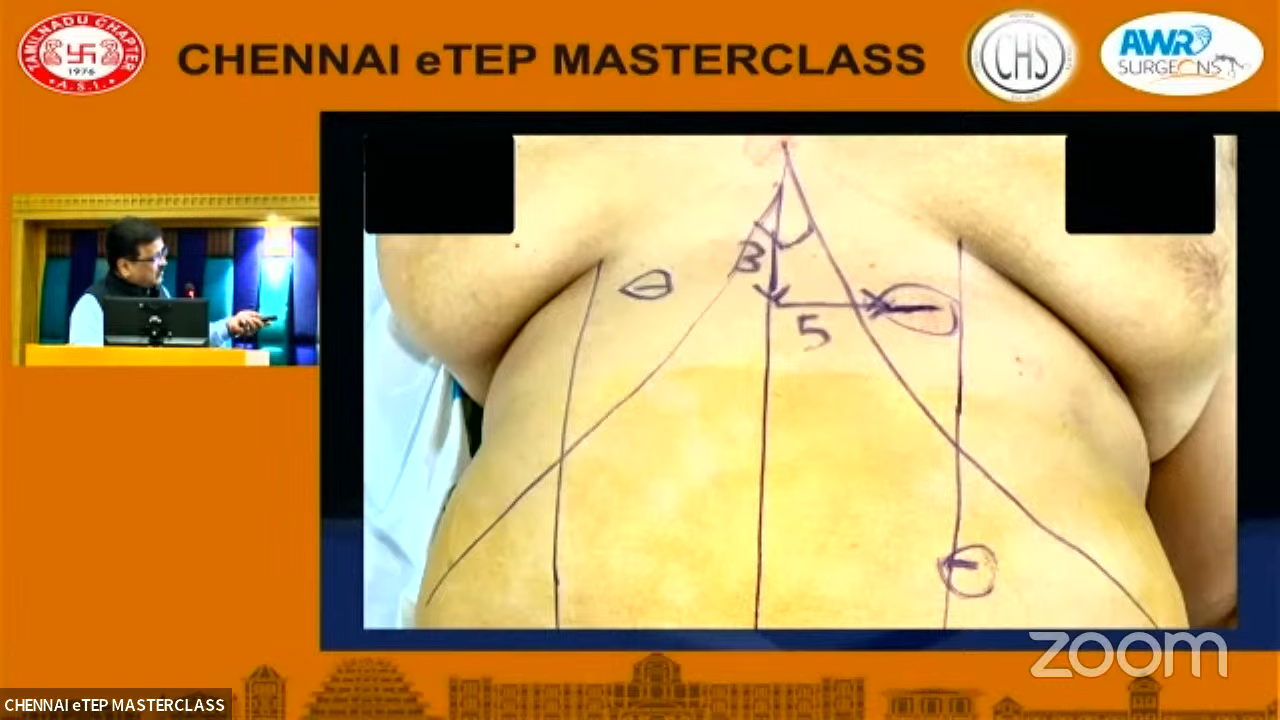 TAMILNADU CHAPTER
1976
A.S.I.
CHENNAI eTEP MASTERCLASS
CHS
AWR
SURGEONS
3
5
zoom
CHENNAI eTEP MASTERCLASS